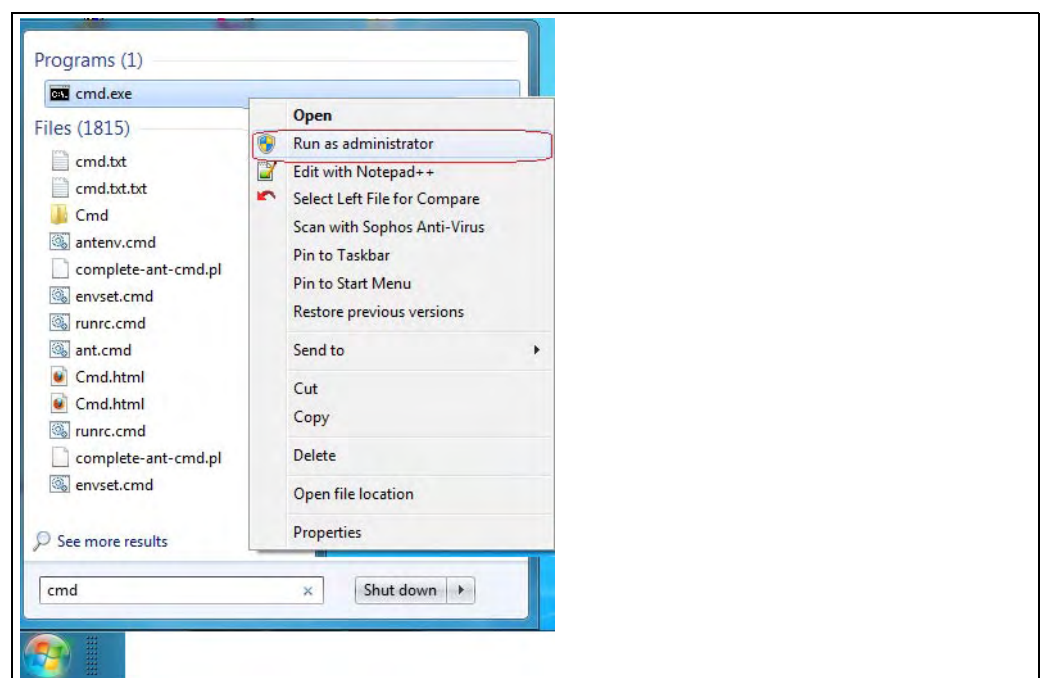 Programs (1)
cmd.exe
Files (1815)
cmd.txt
cmd.txt.txt
Cmd
antenv.cmd
complete-ant-cmd.pl
envset.cmd
runrc.cmd
ant.cmd
Cmd.html
Cmd.html
runrc.cmd
complete-ant-cmd.pl
envset.cmd
See more results
cmd
Shut down
Open
Run as administrator
Edit with Notepad++
Select Left File for Compare
Scan with Sophos Anti-Virus
Pin to Taskbar
Pin to Start Menu
Restore previous versions
Send to
Cut
Copy
Delete
Open file location
Properties